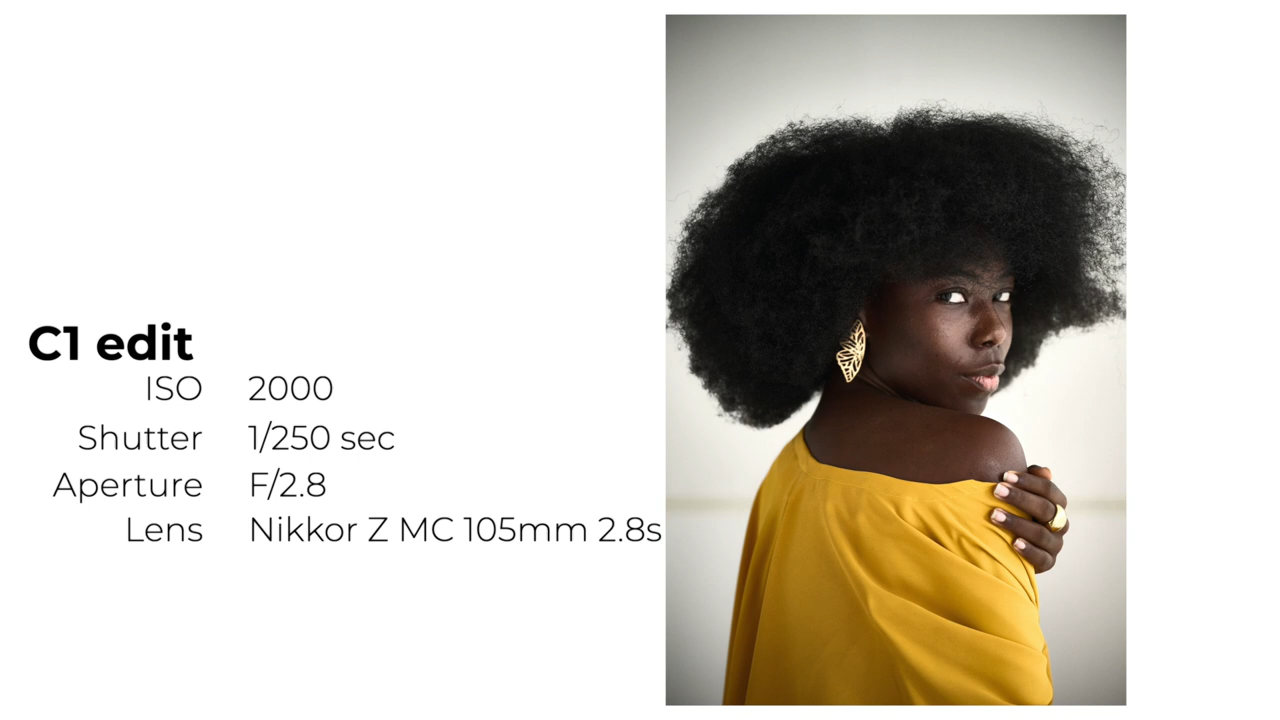 C1 edit
ISO 2000
Shutter 1/250 sec
Aperture F/2.8
Lens Nikkor Z MC 105mm 2.8s